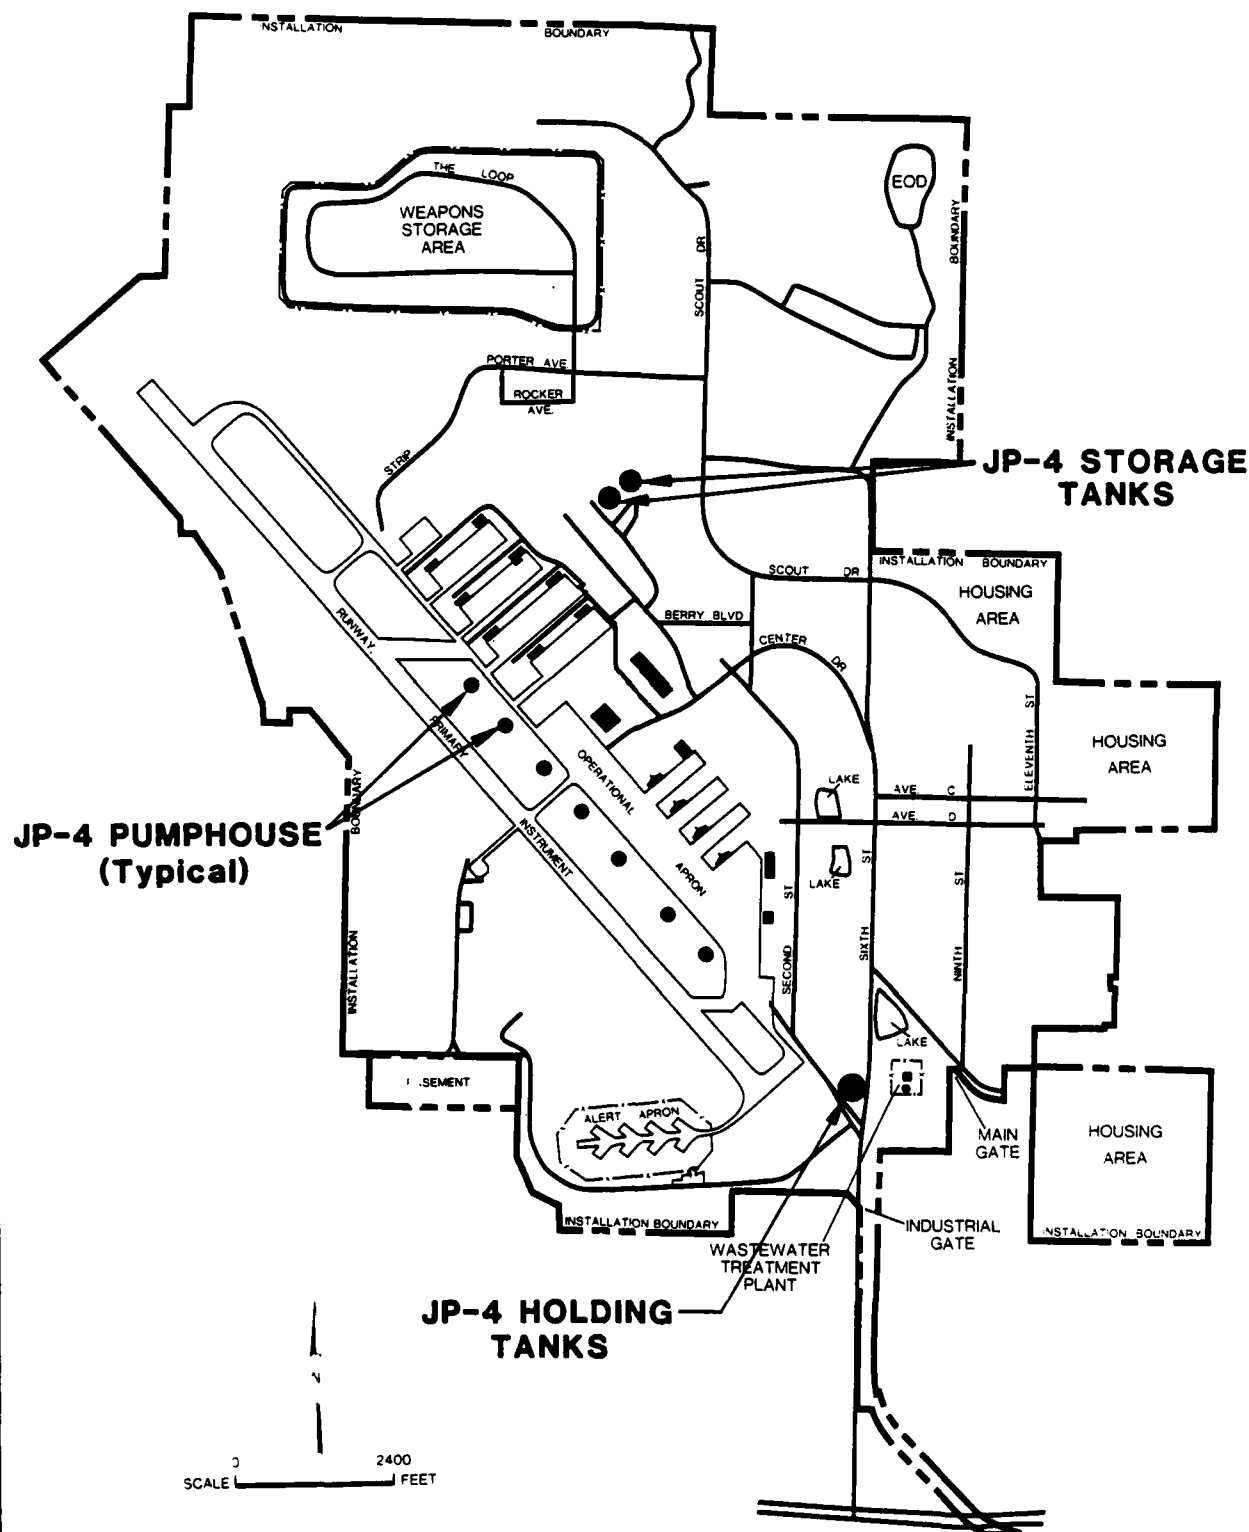 NSTALLATION
BOUNDARY
THE LOOP
WEAPONS
STORAGE
AREA
EOD
BOUNDARY
INSTALLATION
SCOUT DR
PORTER AVE
ROCKER
AVE.
STRIP
JP-4 STORAGE
TANKS
INSTALLATION BOUNDARY
SCOUT DR
HOUSING
AREA
BERRY BLVD
CENTER DR
RUNWAY
PRIMARY
INSTRUMENT
OPERATIONAL
APRON
ELEVENTH ST
HOUSING
AREA
LAKE
AVE. C
AVE. D
JP-4 PUMPHOUSE
(Typical)
BOUNDARY
INSTALLATION
LAKE
SECOND ST
SIXTH ST
NINTH ST
LAKE
SEMENT
ALERT APRON
MAIN
GATE
HOUSING
AREA
INSTALLATION BOUNDARY
INDUSTRIAL
GATE
INSTALLATION BOUNDARY
WASTEWATER
TREATMENT
PLANT
JP-4 HOLDING
TANKS
N
2400
SCALE
FEET